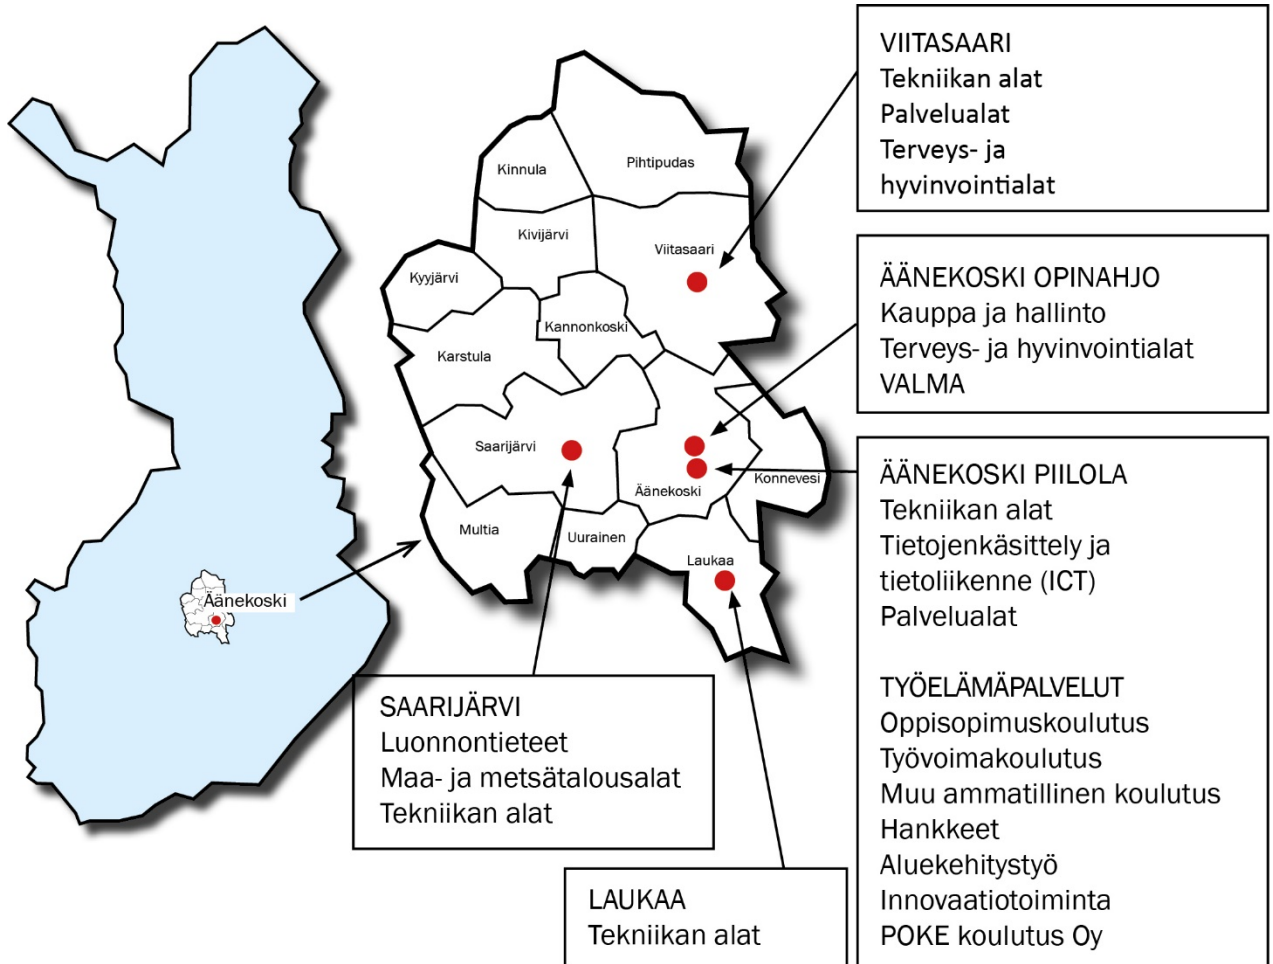 VIITASAARI
Tekniikan alat
Palvelualat
Terveys- ja
hyvinvointialat
ÄÄNEKOSKI OPINAHJO
Kauppa ja hallinto
Terveys- ja hyvinvointialat
VALMA
ÄÄNEKOSKI PIILOLA
Tekniikan alat
Tietojenkäsittely ja
tietoliikenne (ICT)
Palvelualat
TYÖELÄMÄPALVELUT
Oppisopimuskoulutus
Työvoimakoulutus
Muu ammatillinen koulutus
Hankkeet
Aluekehitystyö
Innovaatiotoiminta
POKE koulutus Oy
Kinnula
Pihtipudas
Kivijärvi
Viitasaari
Kyyjärvi
Kannonkoski
Karstula
Saarijärvi
Äänekoski
Konnevesi
Multia
Uurainen
Laukaa
Äänekoski
SAARIJÄRVI
Luonnontieteet
Maa- ja metsätalousalat
Tekniikan alat
LAUKAA
Tekniikan alat